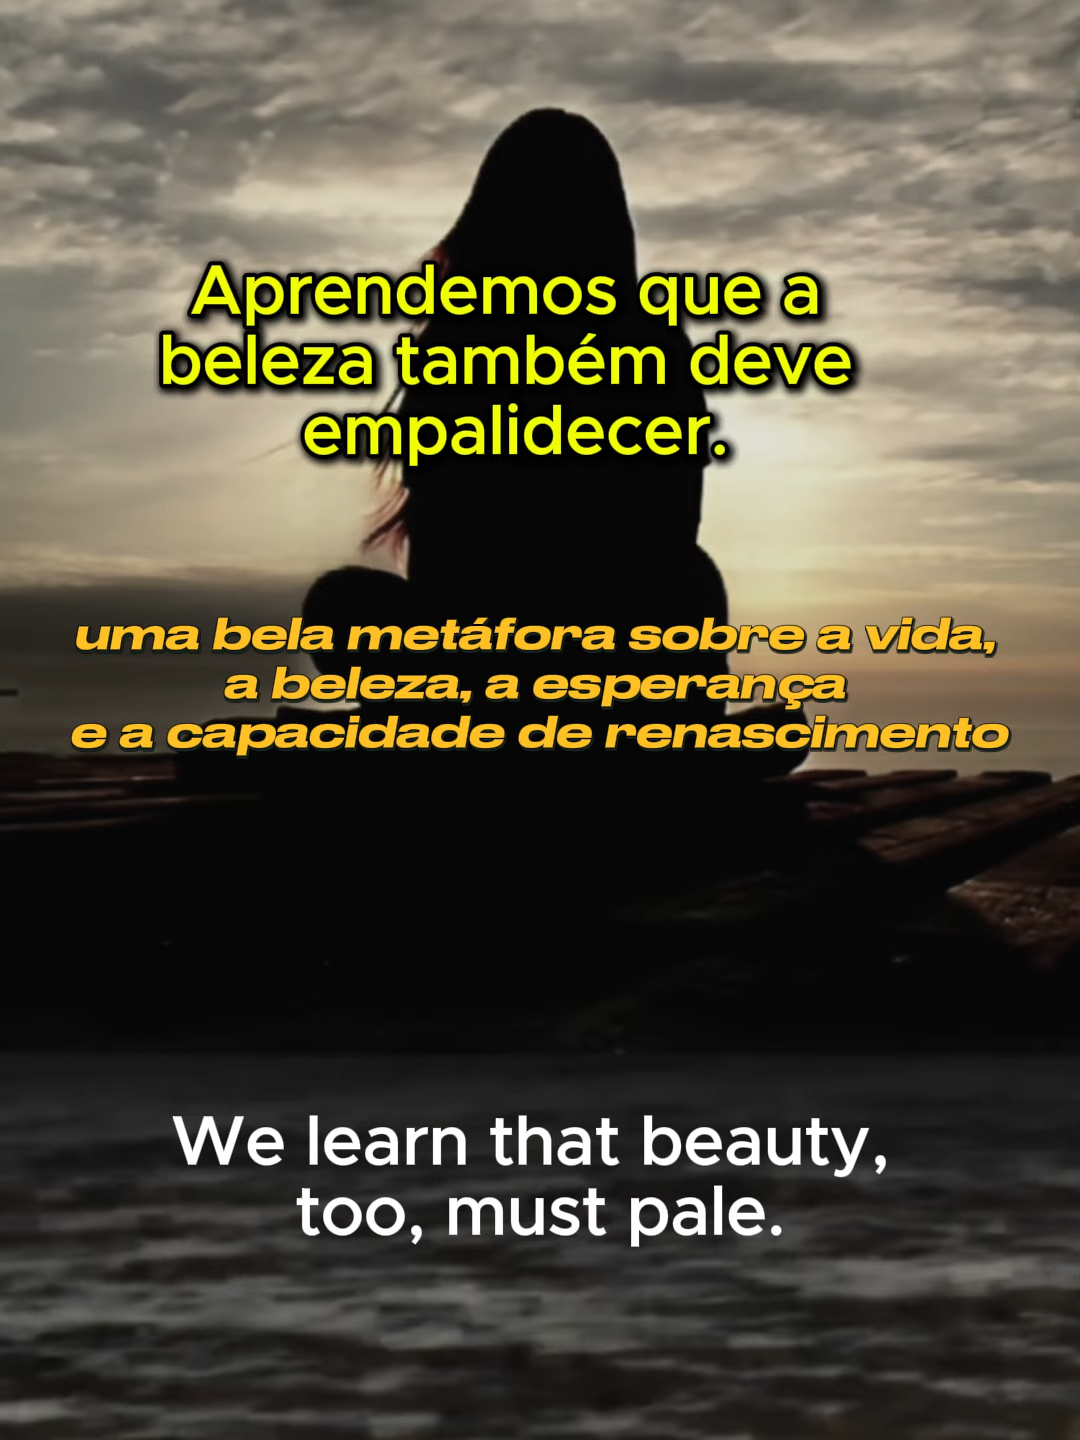 Aprendemos que a
beleza também deve
empalidecer.
uma bela metáfora sobre a vida,
a beleza, a esperança
e a capacidade de renascimento
We learn that beauty,
too, must pale.